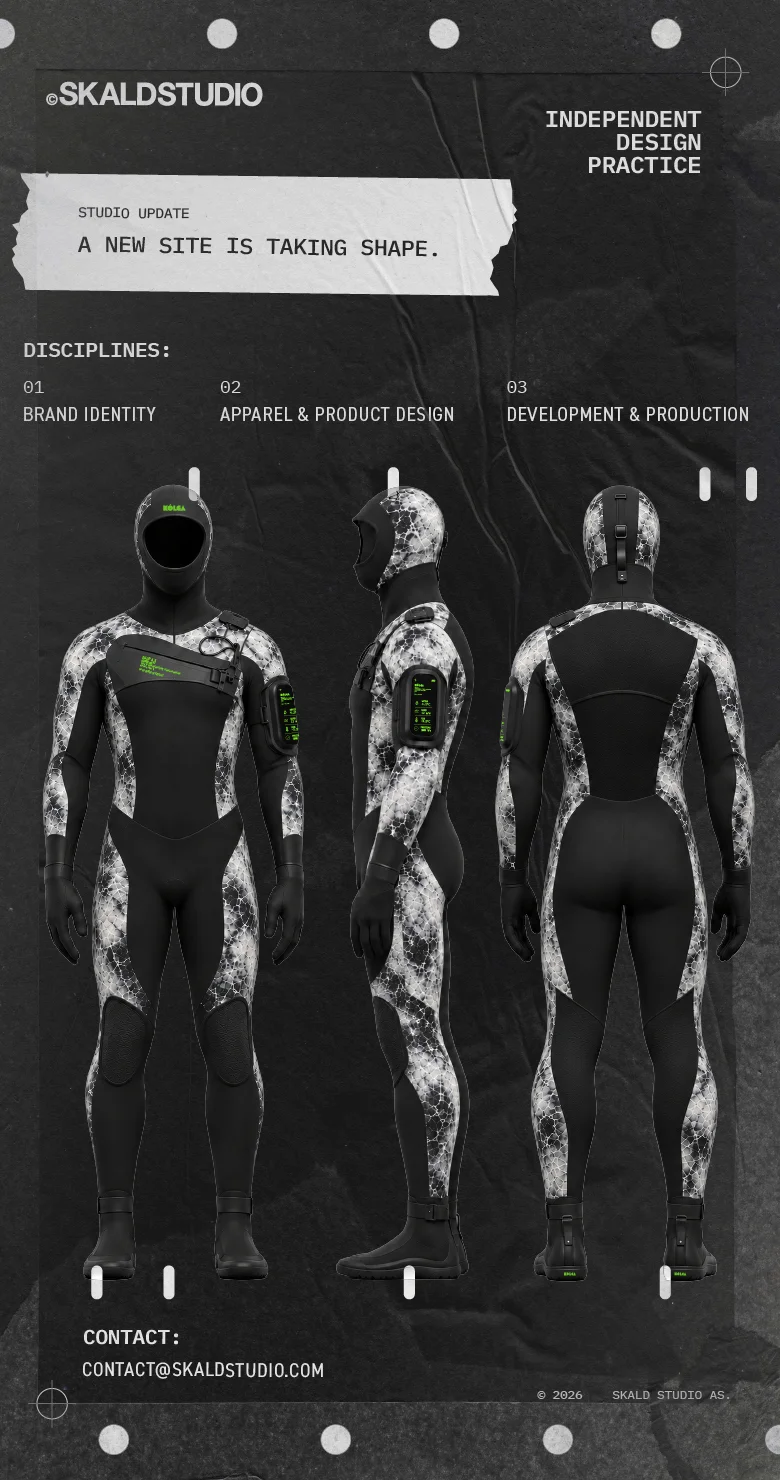 ©SKALDSTUDIO
INDEPENDENT
DESIGN
PRACTICE
STUDIO UPDATE
A NEW SITE IS TAKING SHAPE.
DISCIPLINES:
01
BRAND IDENTITY
02
APPAREL & PRODUCT DESIGN
03
DEVELOPMENT & PRODUCTION
KÓLGA
CONTACT:
CONTACT@SKALDSTUDIO.COM
© 2026 SKALD STUDIO AS.